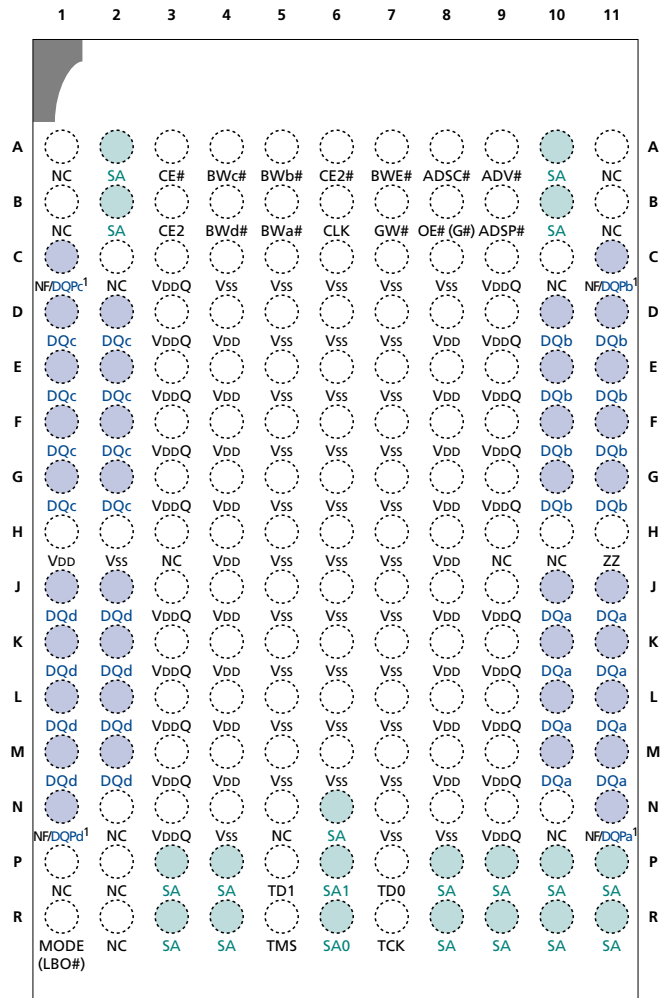 1 2 3 4 5 6 7 8 9 10 11
A A
NC SA CE# BWc# BWb# CE2# BWE# ADSC# ADV# SA NC
B B
NC SA CE2 BWd# BWa# CLK GW# OE# (G#) ADSP# SA NC
C C
NF/DQPc1 NC VDDQ Vss Vss Vss Vss Vss VDDQ NC NF/DQPb1
D D
DQc DQc VDDQ VDD Vss Vss Vss VDD VDDQ DQb DQb
E E
DQc DQc VDDQ VDD Vss Vss Vss VDD VDDQ DQb DQb
F F
DQc DQc VDDQ VDD Vss Vss Vss VDD VDDQ DQb DQb
G G
DQc DQc VDDQ VDD Vss Vss Vss VDD VDDQ DQb DQb
H H
VDD Vss NC VDD Vss Vss Vss VDD NC NC ZZ
J J
DQd DQd VDDQ VDD Vss Vss Vss VDD VDDQ DQa DQa
K K
DQd DQd VDDQ VDD Vss Vss Vss VDD VDDQ DQa DQa
L L
DQd DQd VDDQ VDD Vss Vss Vss VDD VDDQ DQa DQa
M M
DQd DQd VDDQ VDD Vss Vss Vss VDD VDDQ DQa DQa
N N
NF/DQPd1 NC VDDQ Vss NC SA Vss Vss VDDQ NC NF/DQPa1
P P
NC NC SA SA TD1 SA1 TD0 SA SA SA SA
R R
MODE NC SA SA TMS SA0 TCK SA SA SA SA
(LBO#)